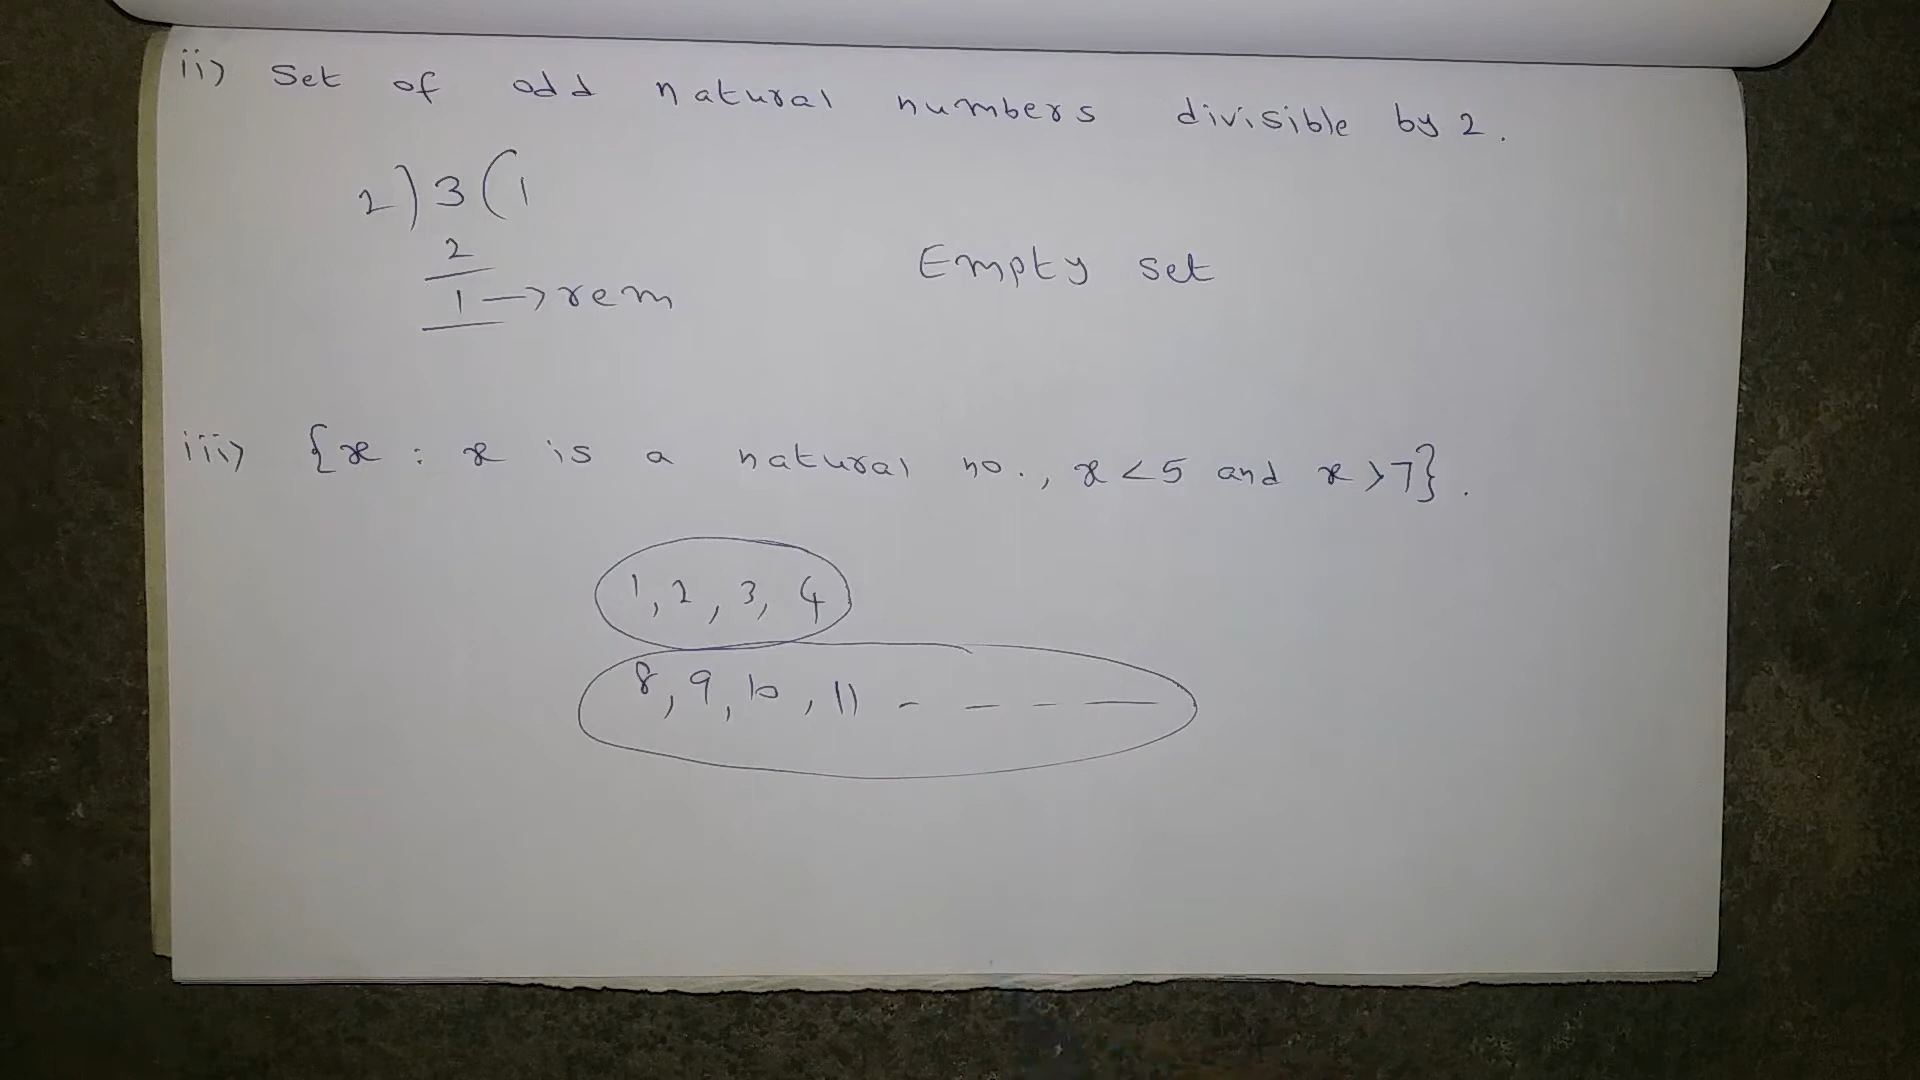 ii) Set of odd natural numbers divisible by 2.
2)3(1
2
1→rem
Empty set
iii) {x : x is a natural no., x<5 and x>7}.
1, 2, 3, 4
8, 9, 10, 11 - - - —